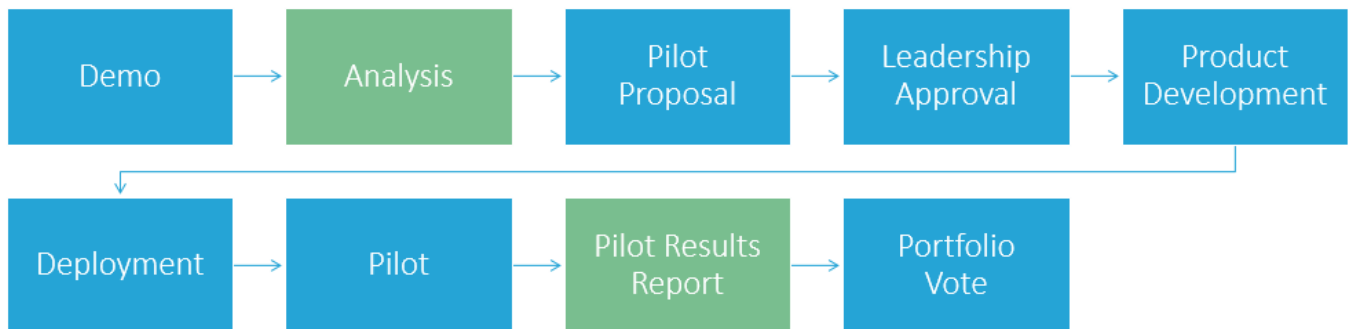 Demo
Analysis
Pilot
Proposal
Leadership
Approval
Product
Development
Deployment
Pilot
Pilot Results
Report
Portfolio
Vote